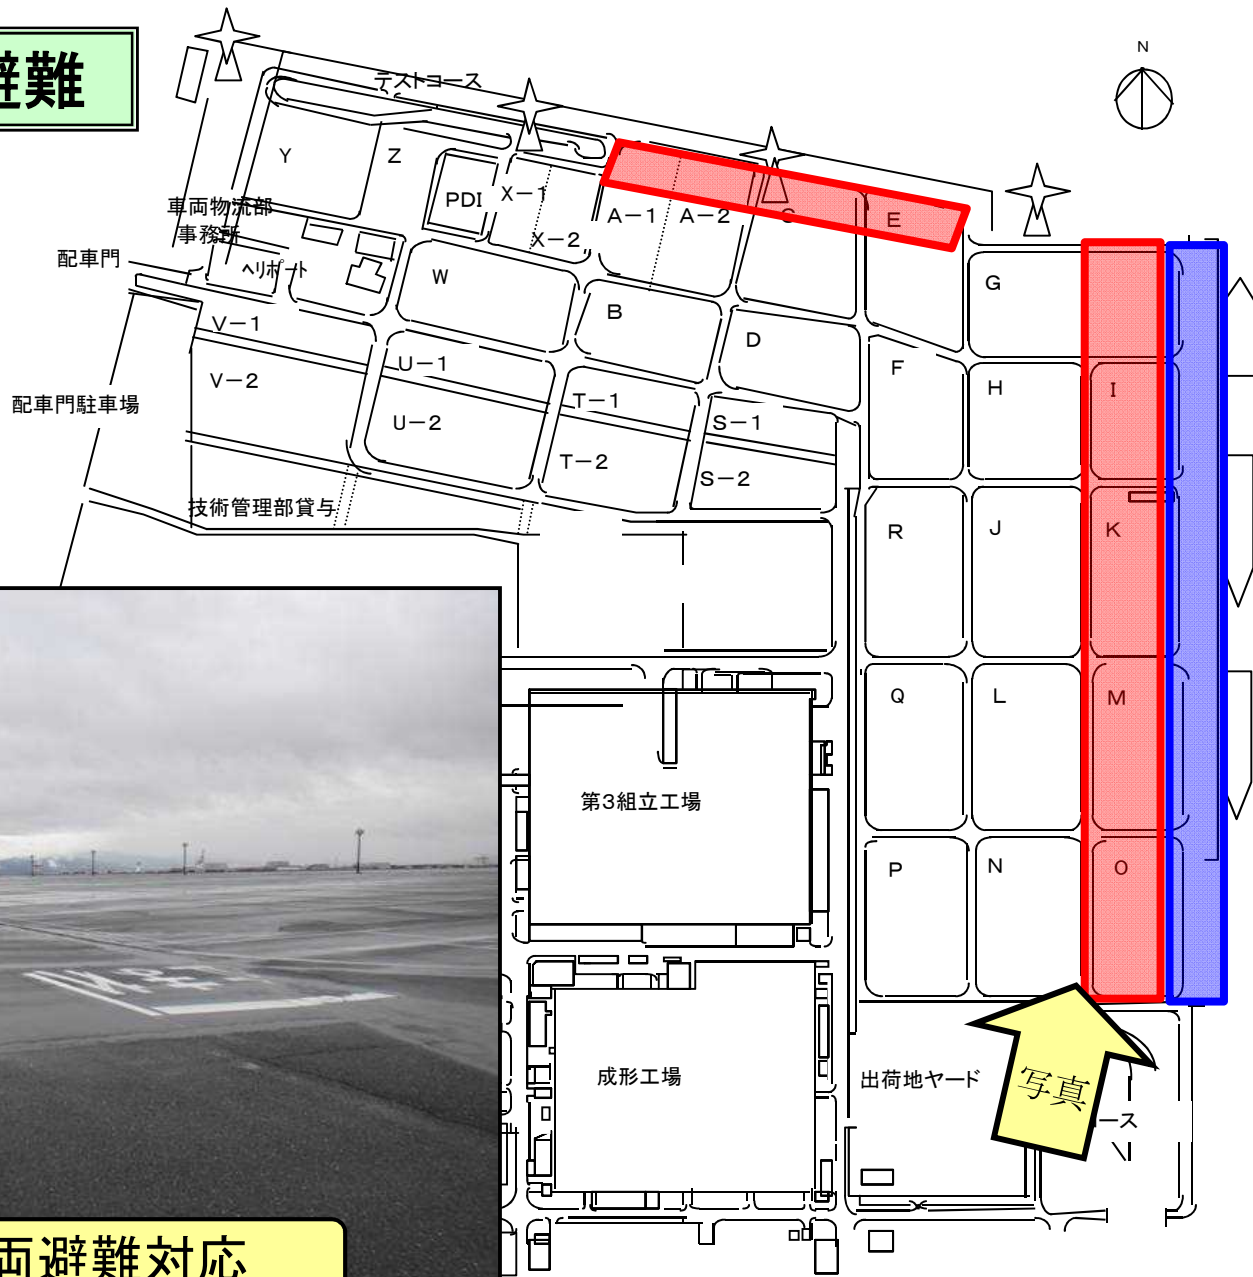 避難
N
テストコース
Y
Z
PDI
X－1
X－2
A－1
A－2
C
E
車両物流部
事務所
配車門
ヘリポート
W
B
D
G
V－1
V－2
U－1
U－2
T－1
T－2
S－1
S－2
F
H
I
配車門駐車場
技術管理部貸与
R
J
K
Q
L
M
第3組立工場
P
N
O
成形工場
出荷地ヤード
写真
ース
両避難対応